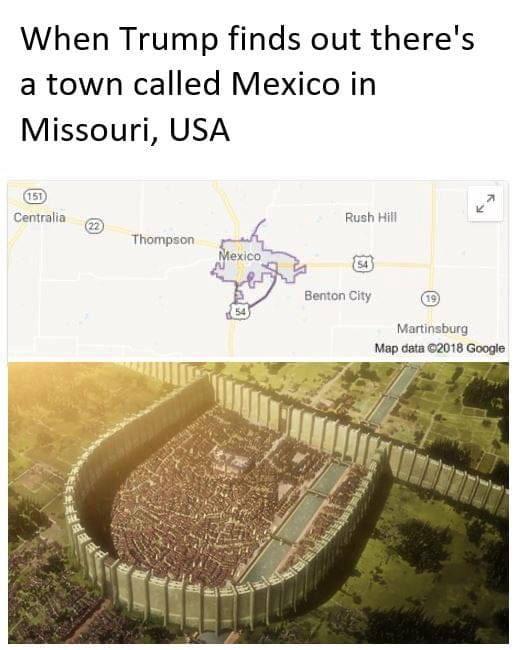 When Trump finds out there's
a town called Mexico in
Missouri, USA
151
Centralia
22
Thompson
Rush Hill
Mexico
54
Benton City
19
54
Martinsburg
Map data ©2018 Google